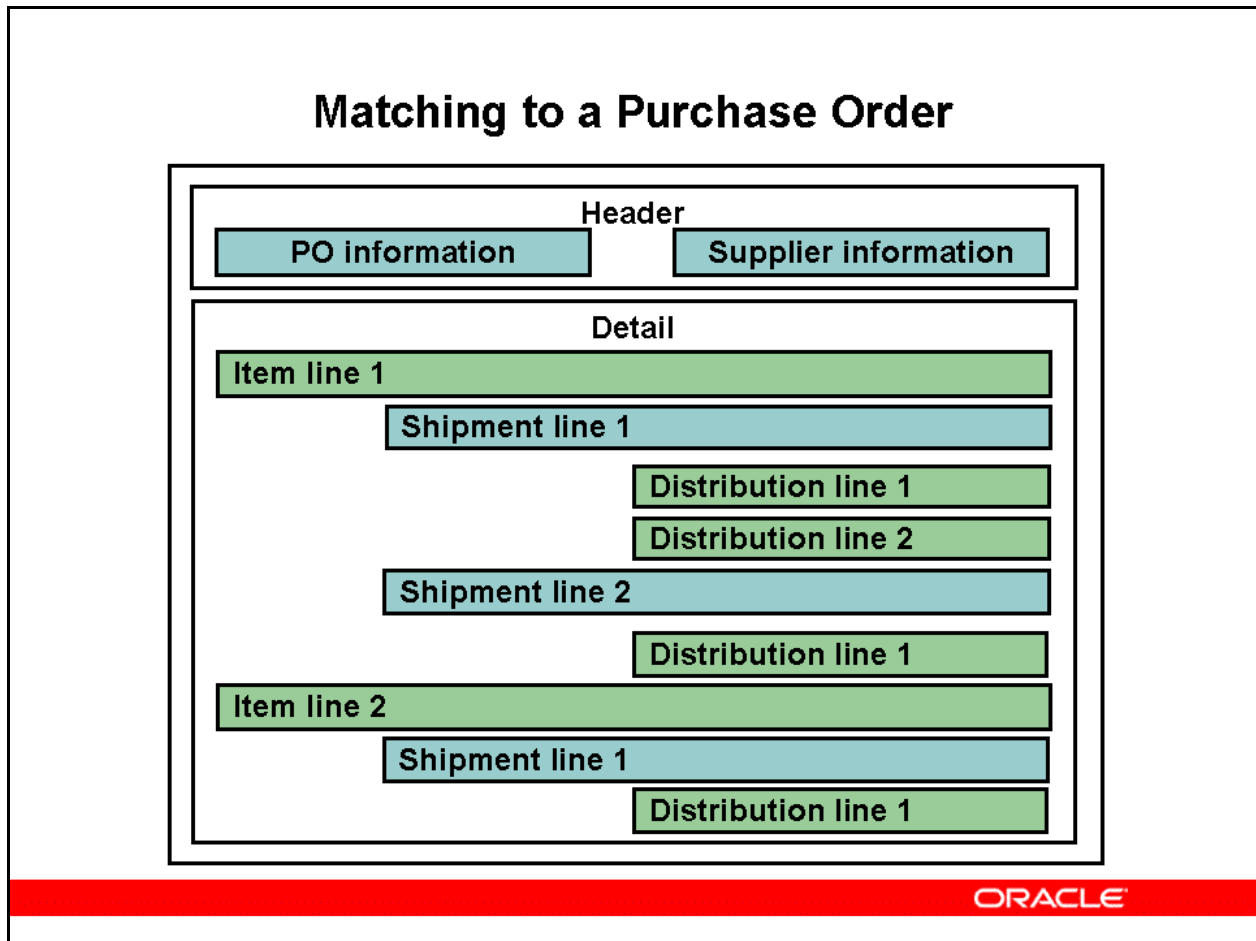 Matching to a Purchase Order
Header
PO information
Supplier information
Detail
Item line 1
Shipment line 1
Distribution line 1
Distribution line 2
Shipment line 2
Distribution line 1
Item line 2
Shipment line 1
Distribution line 1
ORACLE